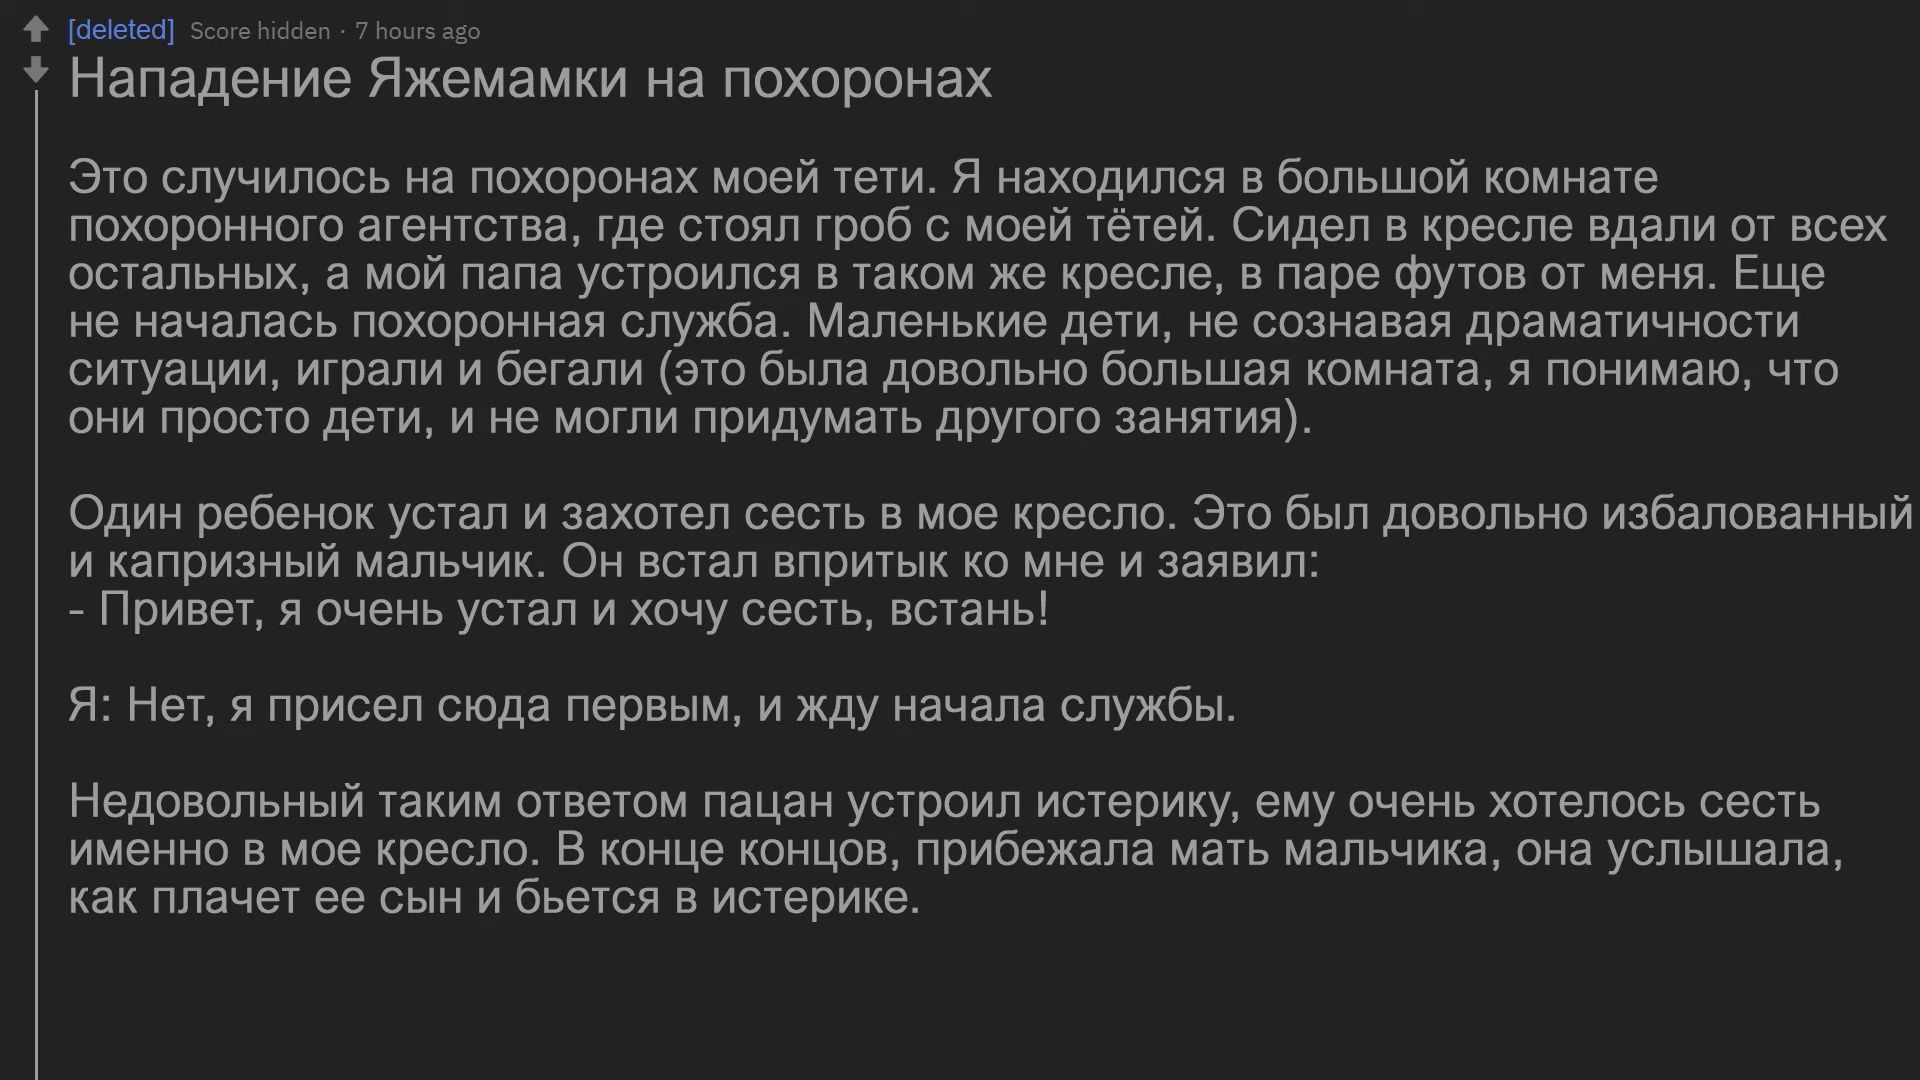 [deleted] Score hidden · 7 hours ago
Нападение Яжемамки на похоронах
Это случилось на похоронах моей тети. Я находился в большой комнате
похоронного агентства, где стоял гроб с моей тётей. Сидел в кресле вдали от всех
остальных, а мой папа устроился в таком же кресле, в паре футов от меня. Еще
не началась похоронная служба. Маленькие дети, не сознавая драматичности
ситуации, играли и бегали (это была довольно большая комната, я понимаю, что
они просто дети, и не могли придумать другого занятия).
Один ребенок устал и захотел сесть в мое кресло. Это был довольно избалованный
и капризный мальчик. Он встал впритык ко мне и заявил:
- Привет, я очень устал и хочу сесть, встань!
Я: Нет, я присел сюда первым, и жду начала службы.
Недовольный таким ответом пацан устроил истерику, ему очень хотелось сесть
именно в мое кресло. В конце концов, прибежала мать мальчика, она услышала,
как плачет ее сын и бьется в истерике.